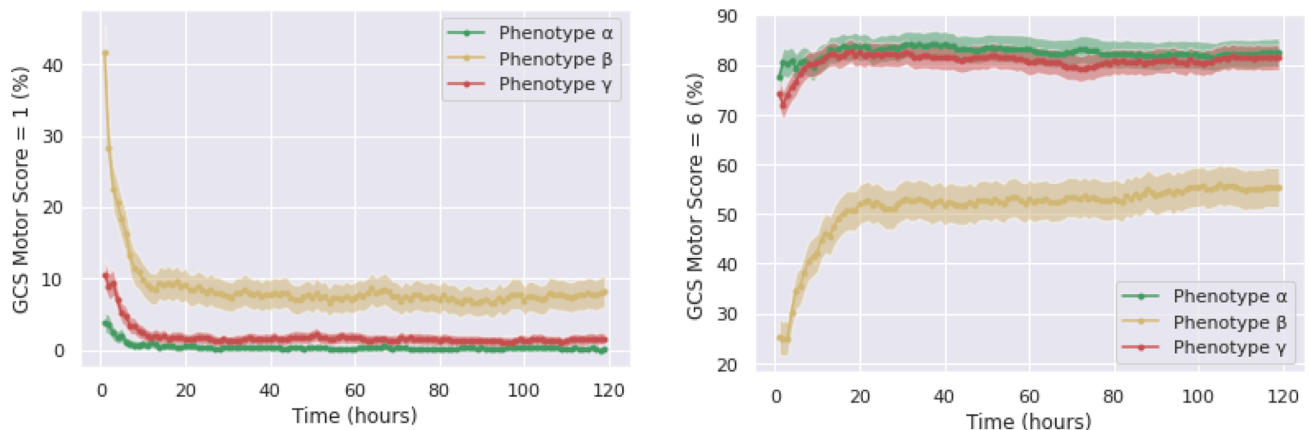 GCS Motor Score = 1 (%)
40
30
20
10
0
Phenotype α
Phenotype β
Phenotype γ
0 20 40 60 80 100 120
Time (hours)
GCS Motor Score = 6 (%)
90
80
70
60
50
40
30
20
Phenotype α
Phenotype β
Phenotype γ
0 20 40 60 80 100 120
Time (hours)